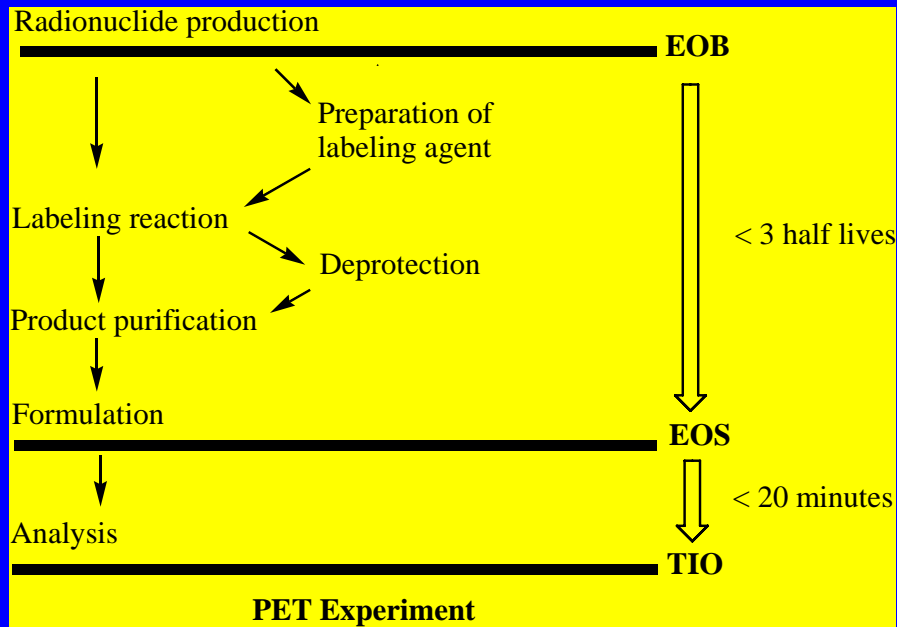 Radionuclide production
EOB
Preparation of
labeling agent
Labeling reaction
< 3 half lives
Deprotection
Product purification
Formulation
EOS
< 20 minutes
Analysis
TIO
PET Experiment